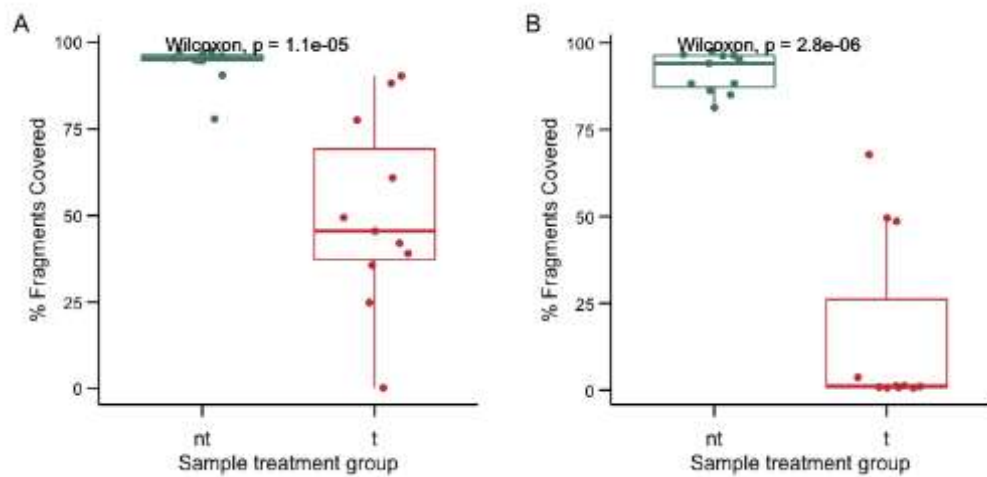 A
Wilcoxon, p = 1.1e-05
100
75
50
25
0
% Fragments Covered
nt
t
Sample treatment group
B
Wilcoxon, p = 2.8e-06
100
75
50
25
0
% Fragments Covered
nt
t
Sample treatment group